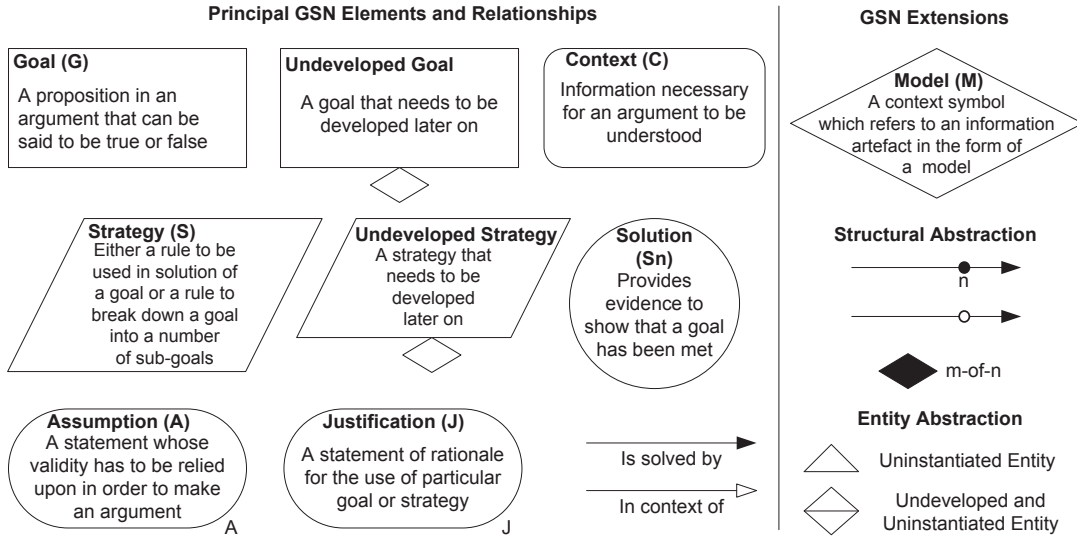 Principal GSN Elements and Relationships
GSN Extensions
Goal (G)
A proposition in an
argument that can be
said to be true or false
Undeveloped Goal
A goal that needs to be
developed later on
Context (C)
Information necessary
for an argument to be
understood
Model (M)
A context symbol
which refers to an information
artefact in the form of
a model
Strategy (S)
Either a rule to be
used in solution of
a goal or a rule to
break down a goal
into a number
of sub-goals
Undeveloped Strategy
A strategy that
needs to be
developed
later on
Solution
(Sn)
Provides
evidence to
show that a goal
has been met
Structural Abstraction
n
m-of-n
Assumption (A)
A statement whose
validity has to be relied
upon in order to make
an argument
A
Justification (J)
A statement of rationale
for the use of particular
goal or strategy
J
Is solved by
In context of
Entity Abstraction
Uninstantiated Entity
Undeveloped and
Uninstantiated Entity